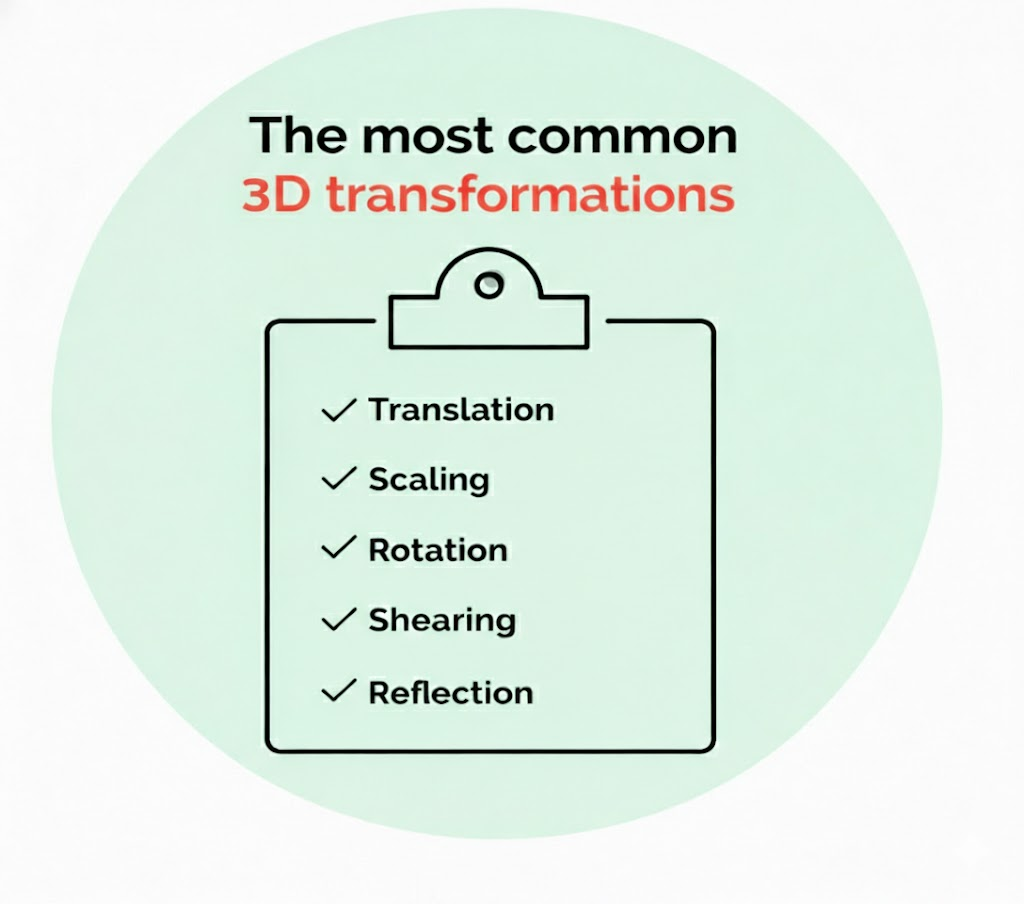 The most common
3D transformations
Translation
Scaling
Rotation
Shearing
Reflection